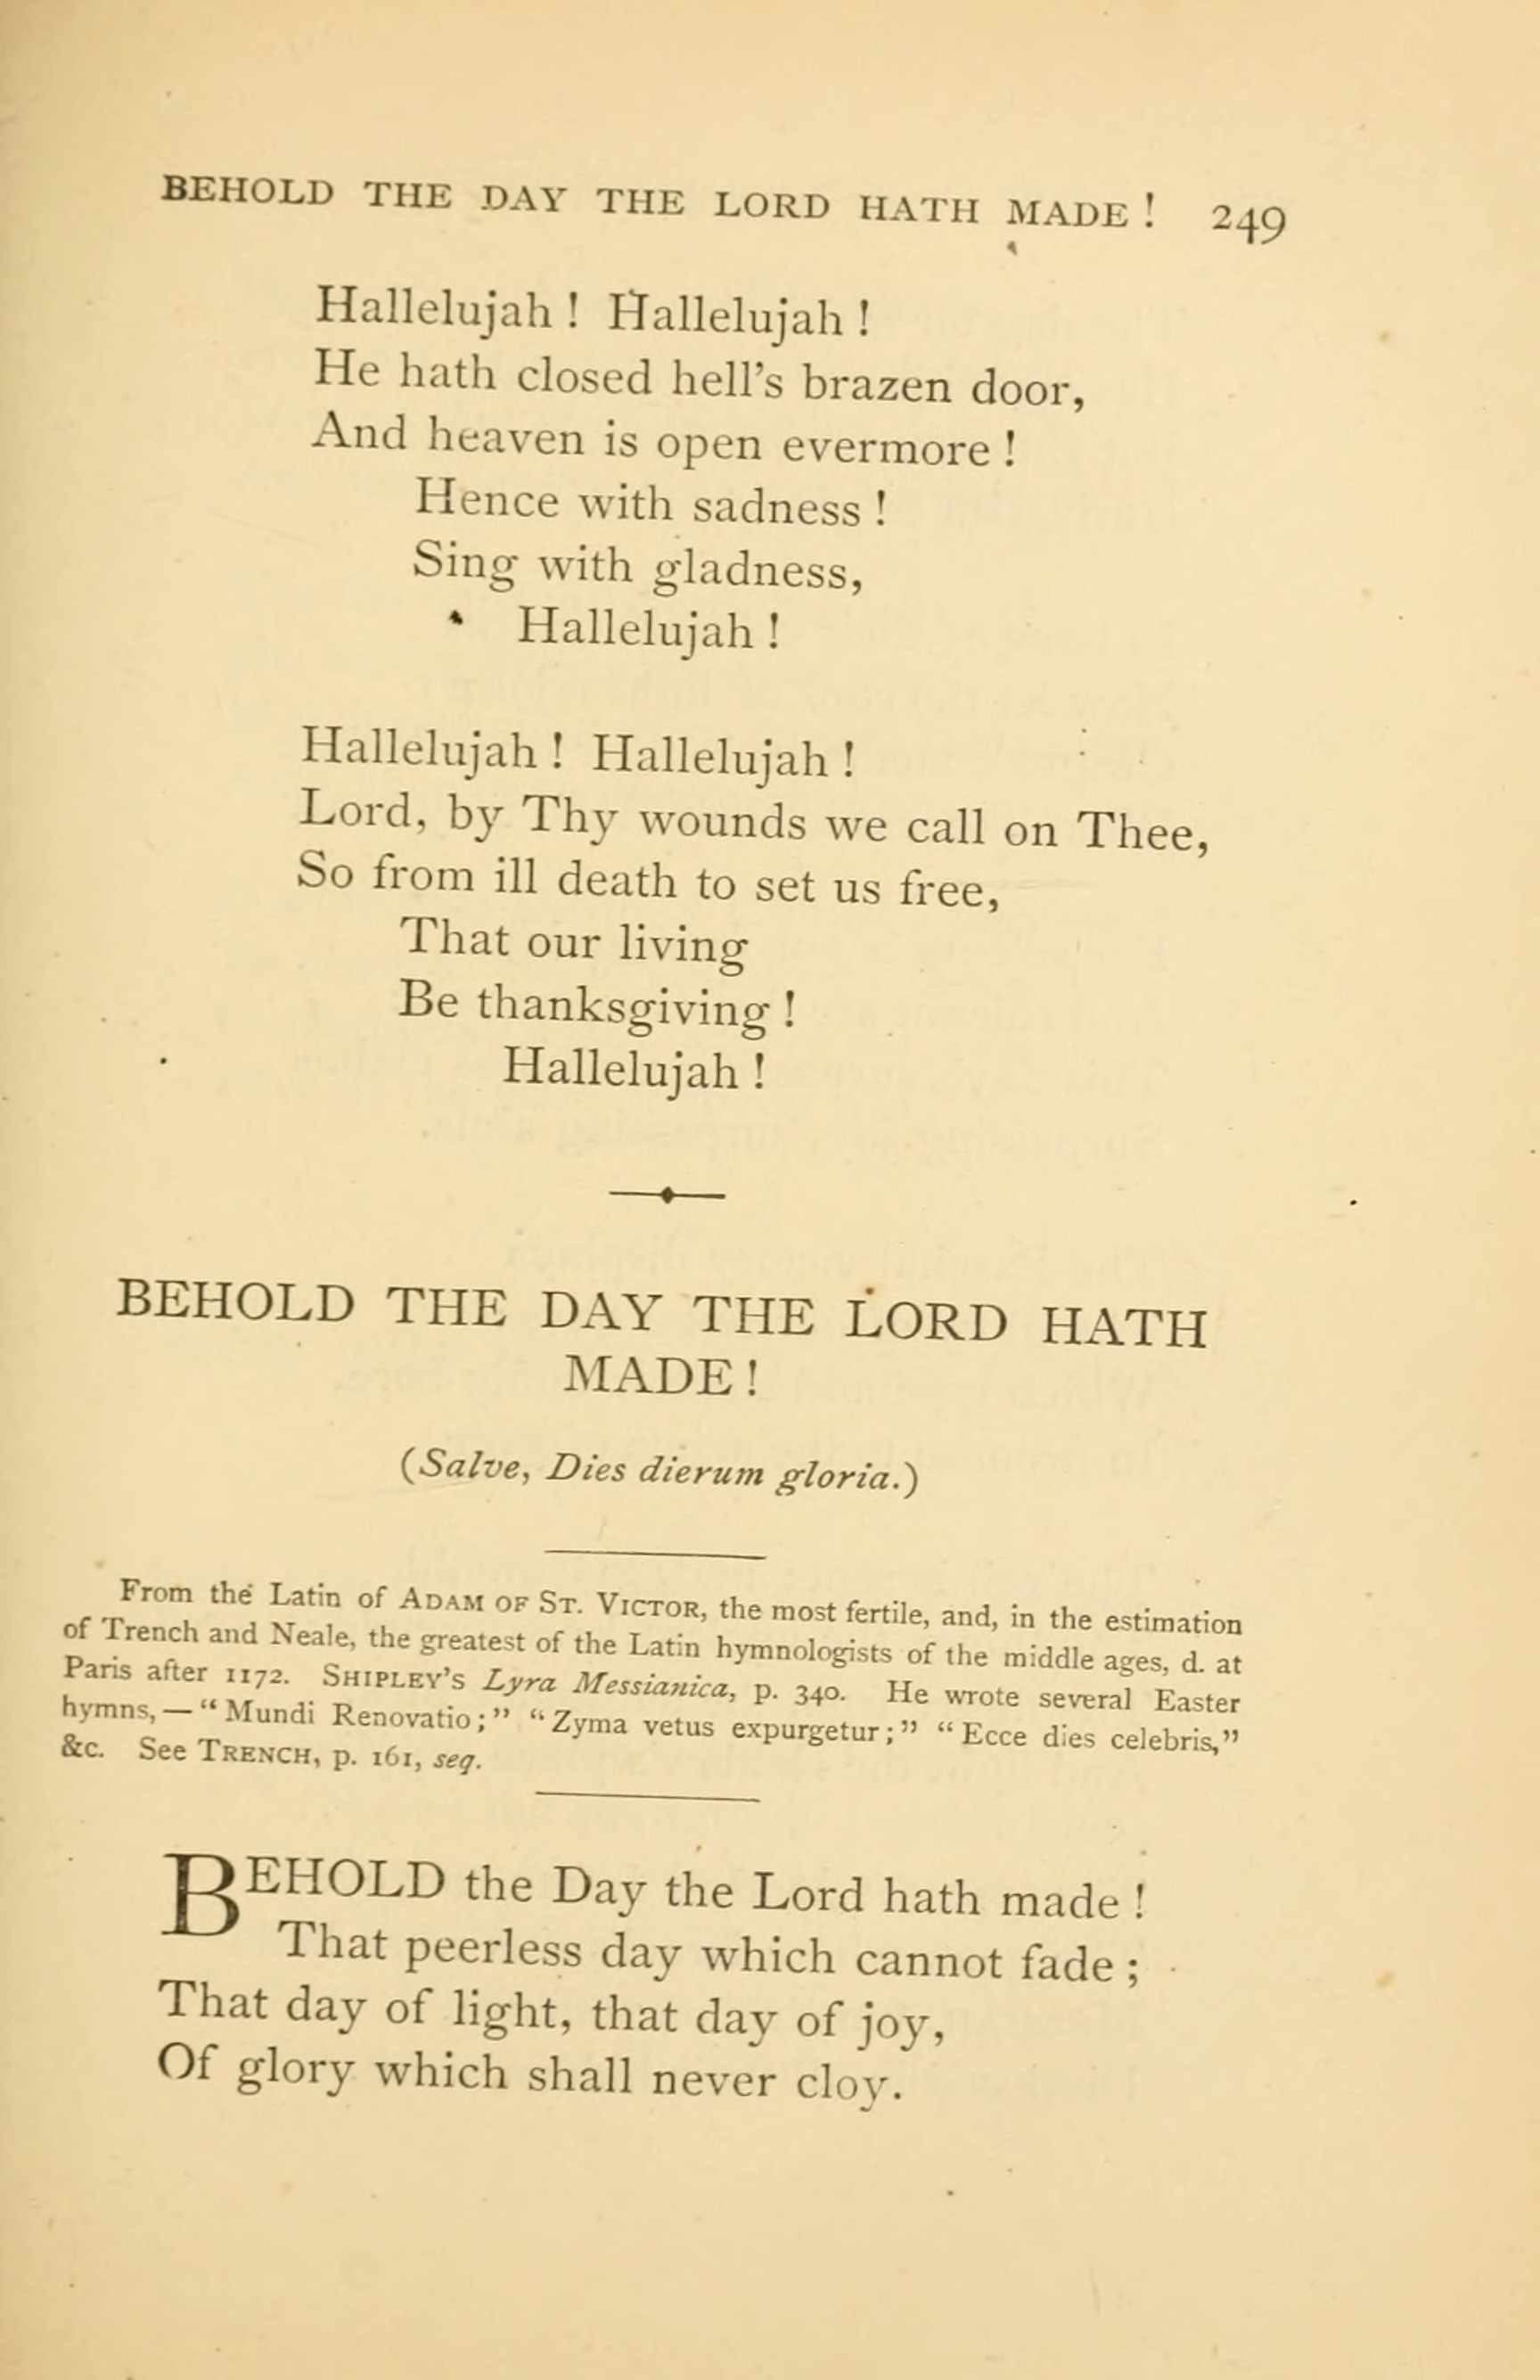 BEHOLD THE DAY THE LORD HATH MADE! 249
Hallelujah! Hallelujah!
He hath closed hell's brazen door,
And heaven is open evermore!
Hence with sadness!
Sing with gladness,
Hallelujah!
Hallelujah! Hallelujah!
Lord, by Thy wounds we call on Thee,
So from ill death to set us free,
That our living
Be thanksgiving!
Hallelujah!
BEHOLD THE DAY THE LORD HATH
MADE!
(Salve, Dies dierum gloria.)
From the Latin of ADAM OF ST. VICTOR, the most fertile, and, in the estimation
of Trench and Neale, the greatest of the Latin hymnologists of the middle ages, d. at
Paris after 1172. SHIPLEY'S Lyra Messianica, p. 340. He wrote several Easter
hymns,—"Mundi Renovatio;" "Zyma vetus expurgetur;" "Ecce dies celebris,"
&c. See TRENCH, p. 161, seq.
BEHOLD the Day the Lord hath made!
That peerless day which cannot fade;
That day of light, that day of joy,
Of glory which shall never cloy.